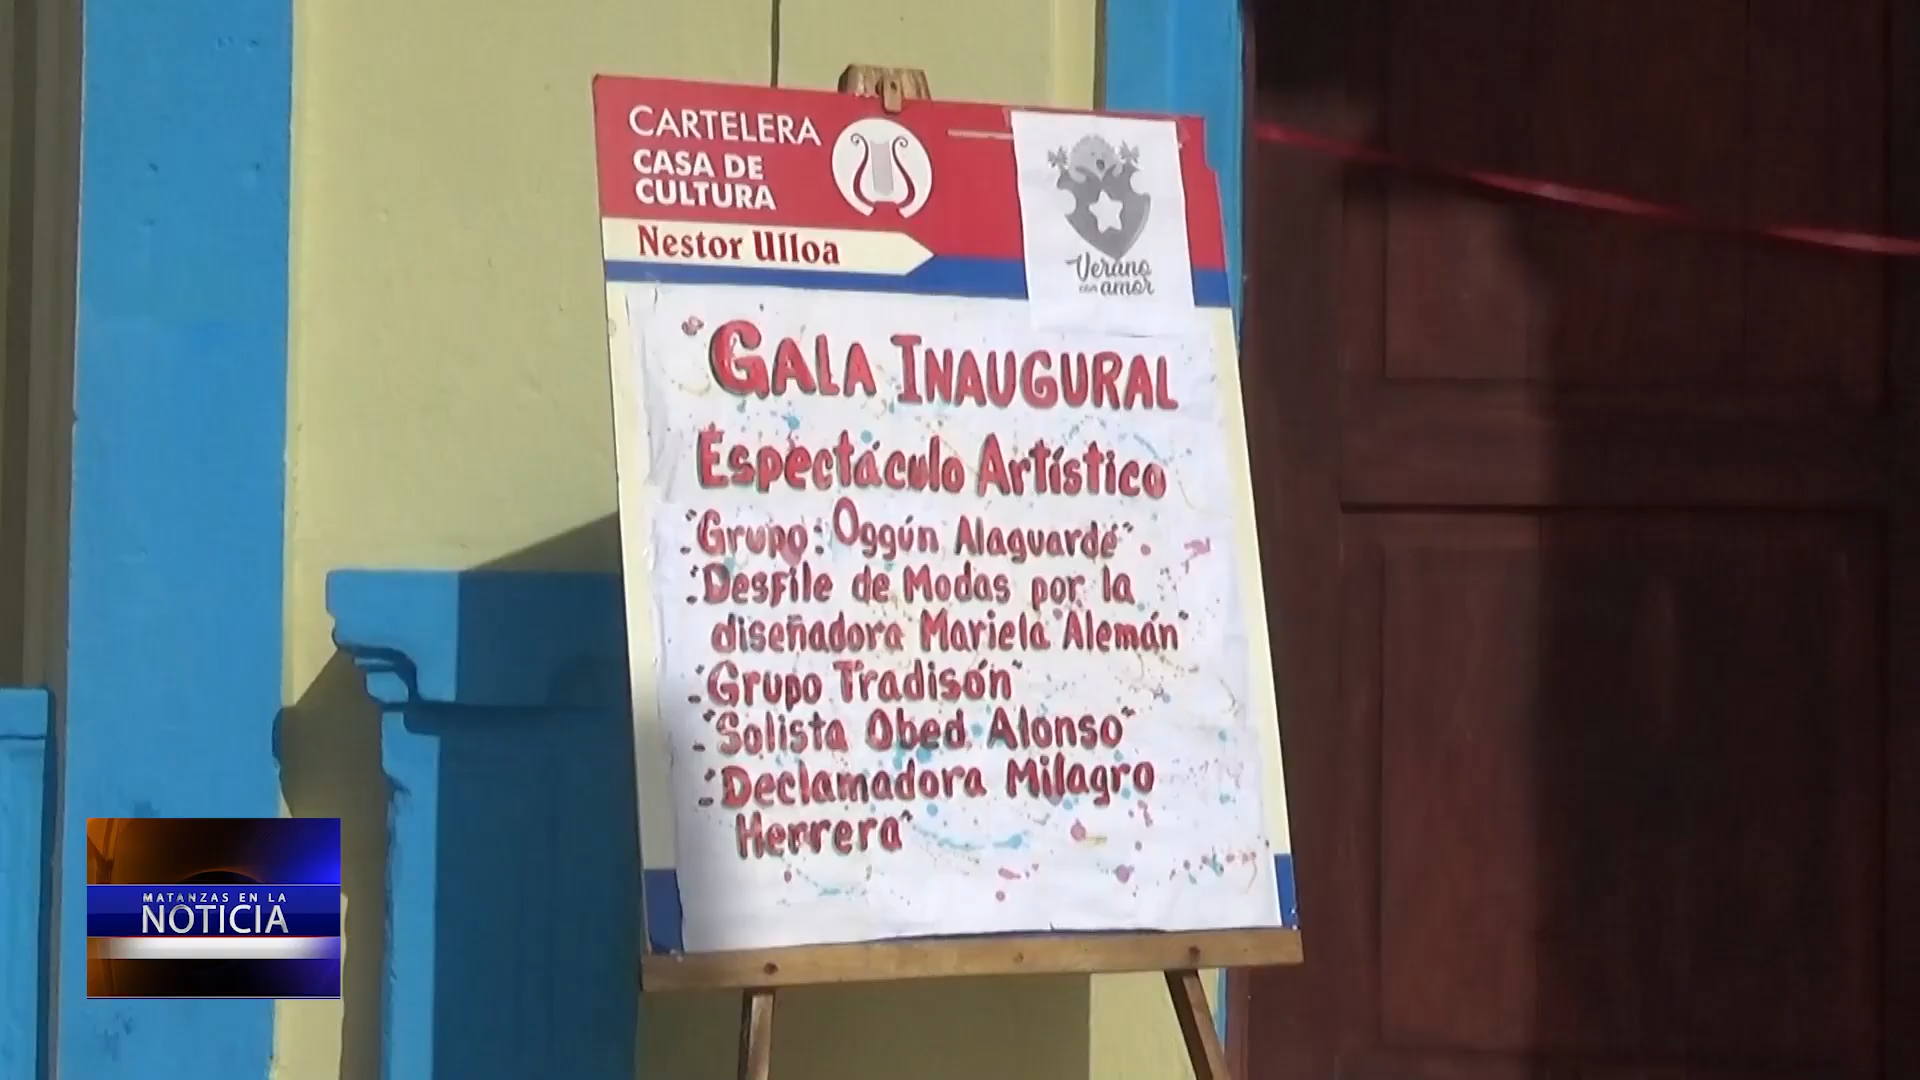 CARTELERA
CASA DE
CULTURA
Nestor Ulloa
Verano
con amor
"GALA INAUGURAL
Espectáculo Artístico
-"Grupo: Oggún Alaguardé".
-"Desfile de Modas por la
diseñadora Mariela Alemán"
-"Grupo Tradisón"
-"Solista Obed Alonso"
-"Declamadora Milagro
Herrera"
MATANZAS EN LA
NOTICIA